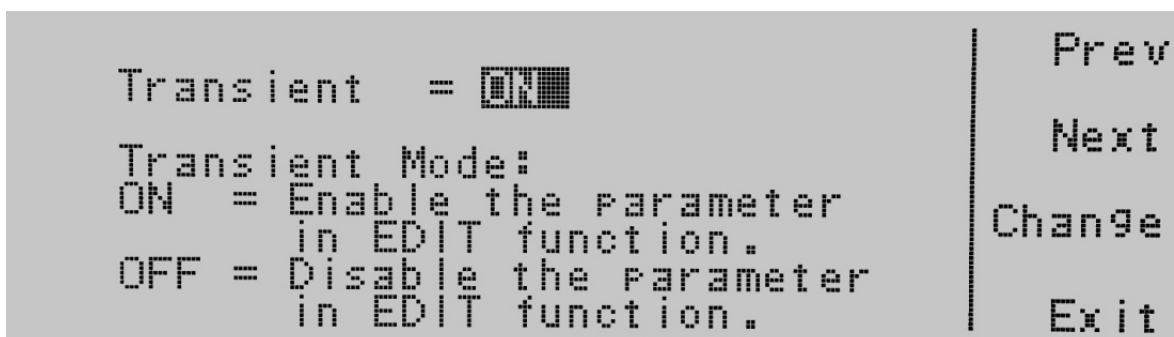 Transient = ON
Transient Mode:
ON = Enable the parameter
in EDIT function.
OFF = Disable the parameter
in EDIT function.
Prev
Next
Change
Exit